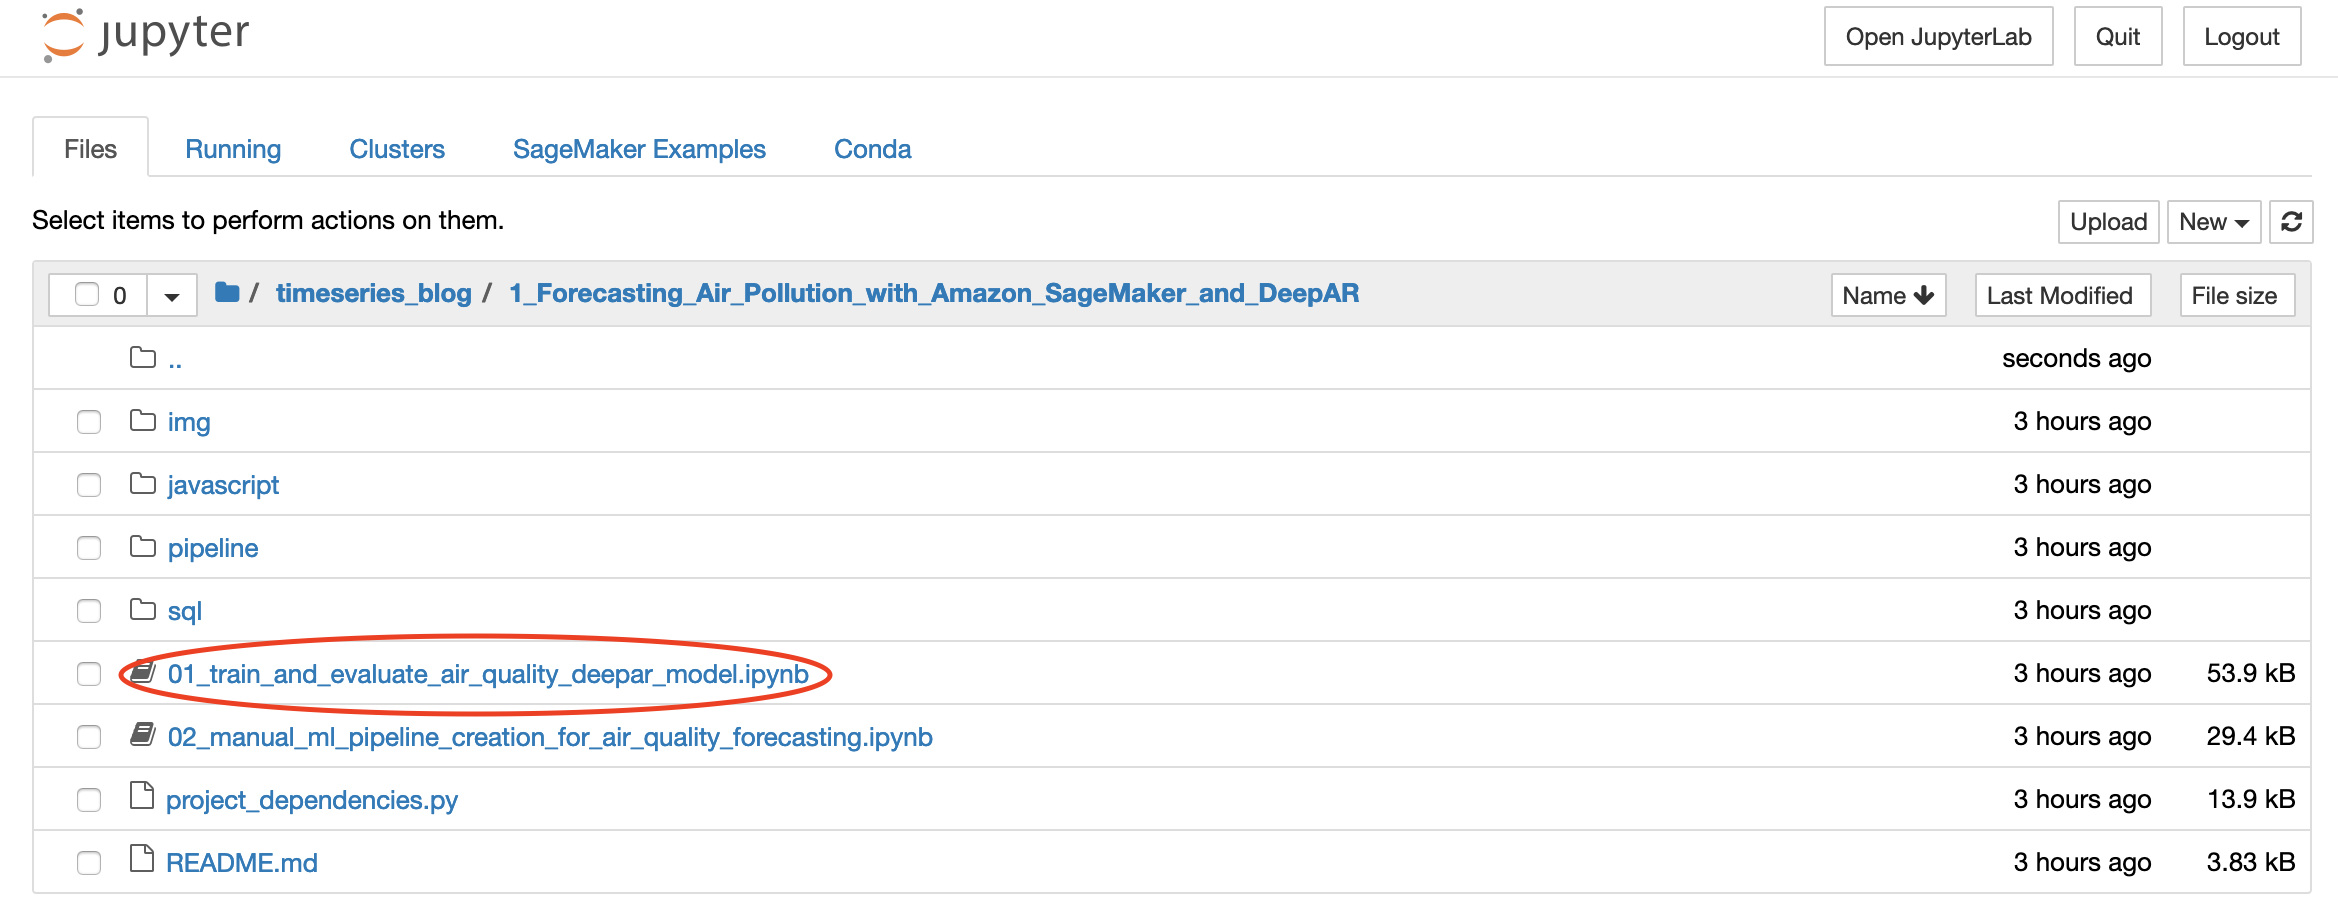 jupyter
Open JupyterLab Quit Logout
Files Running Clusters SageMaker Examples Conda
Select items to perform actions on them.
Upload New
0 / timeseries_blog / 1_Forecasting_Air_Pollution_with_Amazon_SageMaker_and_DeepAR Name Last Modified File size
.. seconds ago
img 3 hours ago
javascript 3 hours ago
pipeline 3 hours ago
sql 3 hours ago
01_train_and_evaluate_air_quality_deepar_model.ipynb 3 hours ago 53.9 kB
02_manual_ml_pipeline_creation_for_air_quality_forecasting.ipynb 3 hours ago 29.4 kB
project_dependencies.py 3 hours ago 13.9 kB
README.md 3 hours ago 3.83 kB